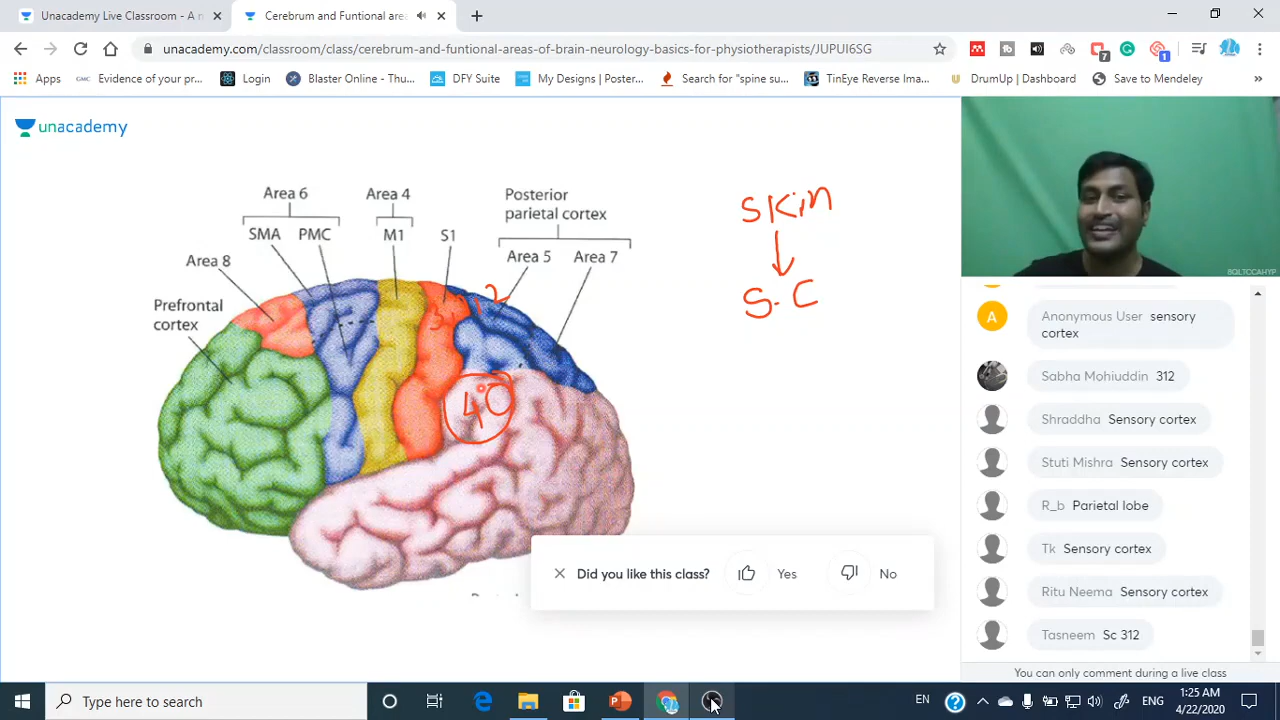 Unacademy Live Classroom - A m
Cerebrum and Funtional area
unacademy.com/classroom/class/cerebrum-and-funtional-areas-of-brain-neurology-basics-for-physiotherapists/JUPUI6SG
7
1
Apps
GMC
Evidence of your pr...
Login
Blaster Online - Thu...
DFY Suite
My Designs | Poster...
Search for "spine su...
TinEye Reverse Ima...
DrumUp | Dashboard
Save to Mendeley
»
unacademy
Area 6
SMA
PMC
Area 4
M1
S1
Posterior
parietal cortex
Area 5
Area 7
Area 8
Prefrontal
cortex
Skin
S.C
8QLTCCAHYP
A
Anonymous User sensory
cortex
Sabha Mohiuddin 312
Shraddha Sensory cortex
Stuti Mishra Sensory cortex
R_b Parietal lobe
Tk Sensory cortex
Ritu Neema Sensory cortex
Tasneem Sc 312
You can only comment during a live class
Did you like this class?
Yes
No
Type here to search
EN
ENG
1:25 AM
4/22/2020